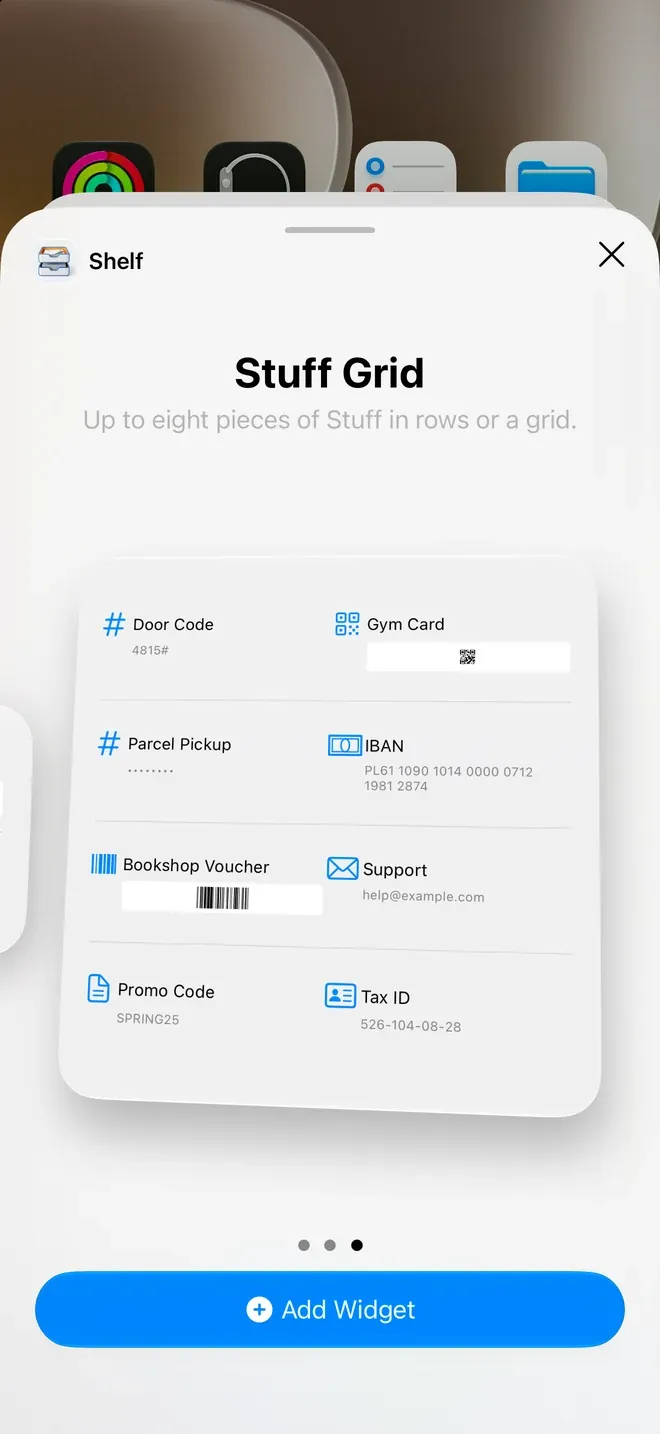 Shelf
Stuff Grid
Up to eight pieces of Stuff in rows or a grid.
Door Code
4815#
Gym Card
Parcel Pickup
••••••••
IBAN
PL61 1090 1014 0000 0712
1981 2874
Bookshop Voucher
Support
help@example.com
Promo Code
SPRING25
Tax ID
526-104-08-28
Add Widget